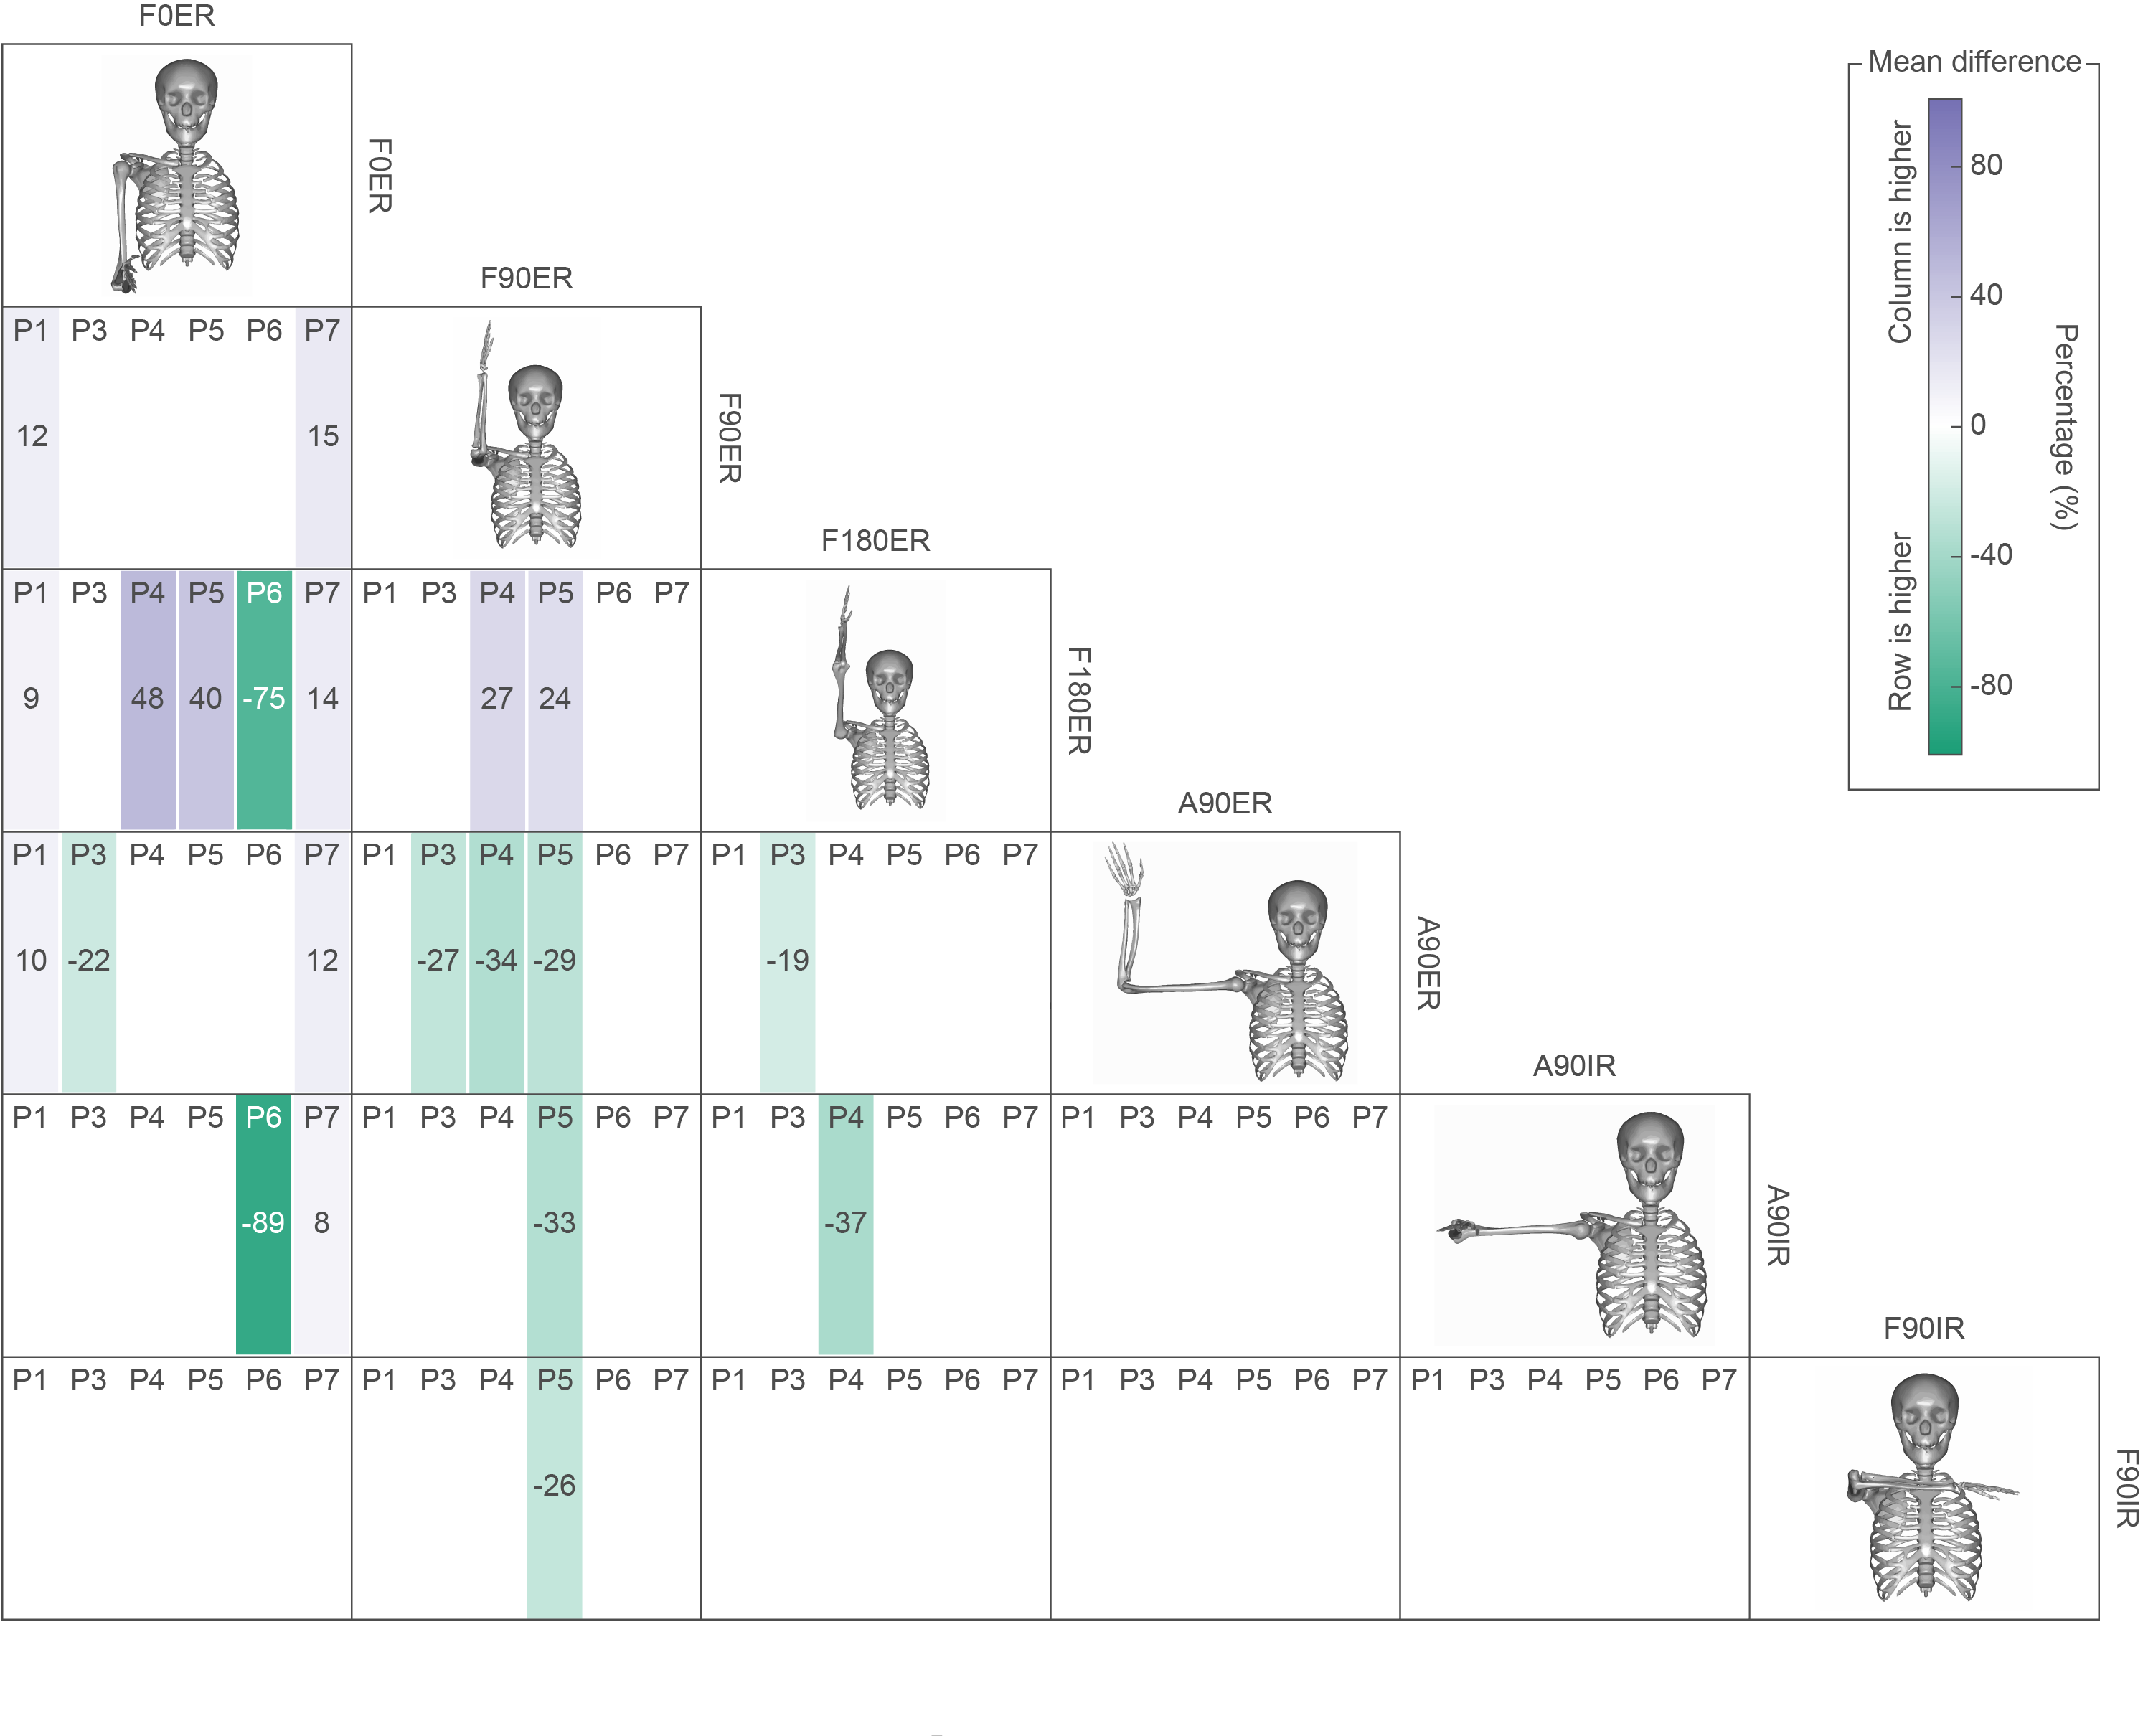 F0ER
Mean difference
Column is higher
Row is higher
80
40
0
-40
-80
Percentage (%)
F0ER
F90ER
P1 P3 P4 P5 P6 P7
12 15
F90ER
F180ER
P1 P3 P4 P5 P6 P7 P1 P3 P4 P5 P6 P7
9 48 40 -75 14 27 24
F180ER
A90ER
P1 P3 P4 P5 P6 P7 P1 P3 P4 P5 P6 P7 P1 P3 P4 P5 P6 P7
10 -22 12 -27 -34 -29 -19
A90ER
A90IR
P1 P3 P4 P5 P6 P7 P1 P3 P4 P5 P6 P7 P1 P3 P4 P5 P6 P7 P1 P3 P4 P5 P6 P7
-89 8 -33 -37
A90IR
F90IR
P1 P3 P4 P5 P6 P7 P1 P3 P4 P5 P6 P7 P1 P3 P4 P5 P6 P7 P1 P3 P4 P5 P6 P7 P1 P3 P4 P5 P6 P7
-26
F90IR